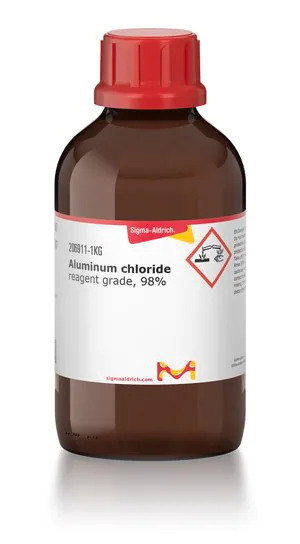 Sigma-Aldrich.
206911-1KG
Aluminum chloride
reagent grade, 98%
sigmaaldrich.com